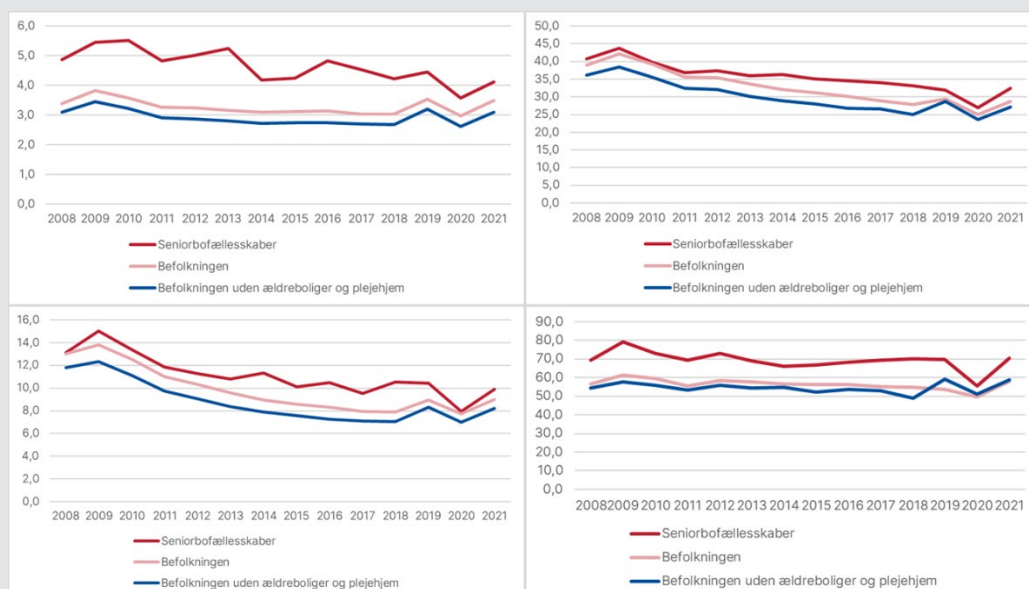 6,0
5,0
4,0
3,0
2,0
1,0
0,0
2008 2009 2010 2011 2012 2013 2014 2015 2016 2017 2018 2019 2020 2021
Seniorbofællesskaber
Befolkningen
Befolkningen uden ældreboliger og plejehjem
50,0
45,0
40,0
35,0
30,0
25,0
20,0
15,0
10,0
5,0
0,0
2008 2009 2010 2011 2012 2013 2014 2015 2016 2017 2018 2019 2020 2021
Seniorbofællesskaber
Befolkningen
Befolkningen uden ældreboliger og plejehjem
16,0
14,0
12,0
10,0
8,0
6,0
4,0
2,0
0,0
2008 2009 2010 2011 2012 2013 2014 2015 2016 2017 2018 2019 2020 2021
Seniorbofællesskaber
Befolkningen
Befolkningen uden ældreboliger og plejehjem
90,0
80,0
70,0
60,0
50,0
40,0
30,0
20,0
10,0
0,0
2008 2009 2010 2011 2012 2013 2014 2015 2016 2017 2018 2019 2020 2021
Seniorbofællesskaber
Befolkningen
Befolkningen uden ældreboliger og plejehjem